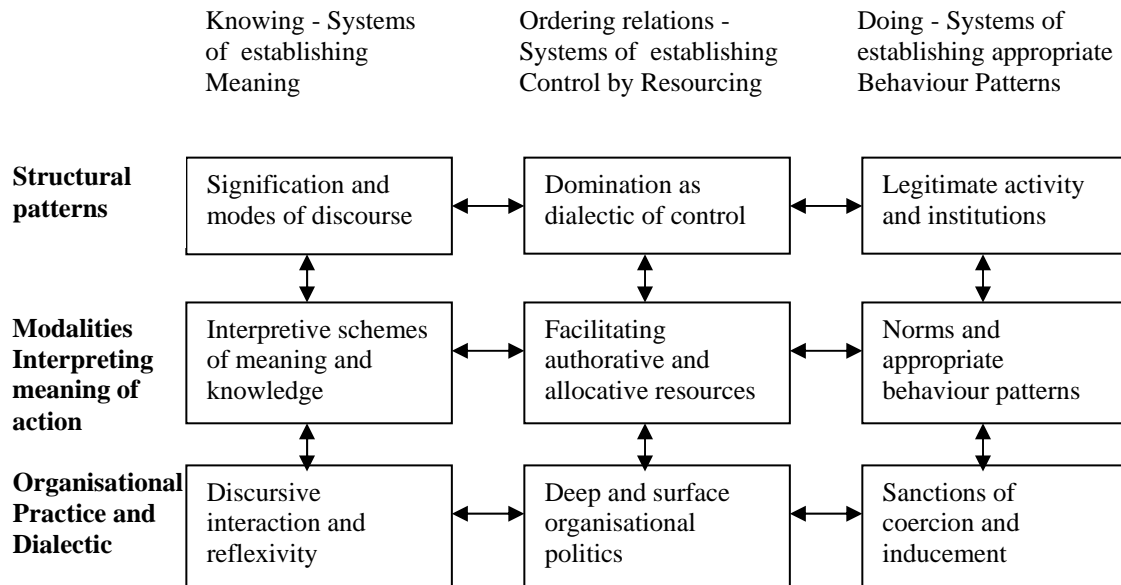 Knowing - Systems
of establishing
Meaning
Ordering relations -
Systems of establishing
Control by Resourcing
Doing - Systems of
establishing appropriate
Behaviour Patterns
Structural
patterns
Signification and
modes of discourse
Domination as
dialectic of control
Legitimate activity
and institutions
Modalities
Interpreting
meaning of
action
Interpretive schemes
of meaning and
knowledge
Facilitating
authorative and
allocative resources
Norms and
appropriate
behaviour patterns
Organisational
Practice and
Dialectic
Discursive
interaction and
reflexivity
Deep and surface
organisational
politics
Sanctions of
coercion and
inducement